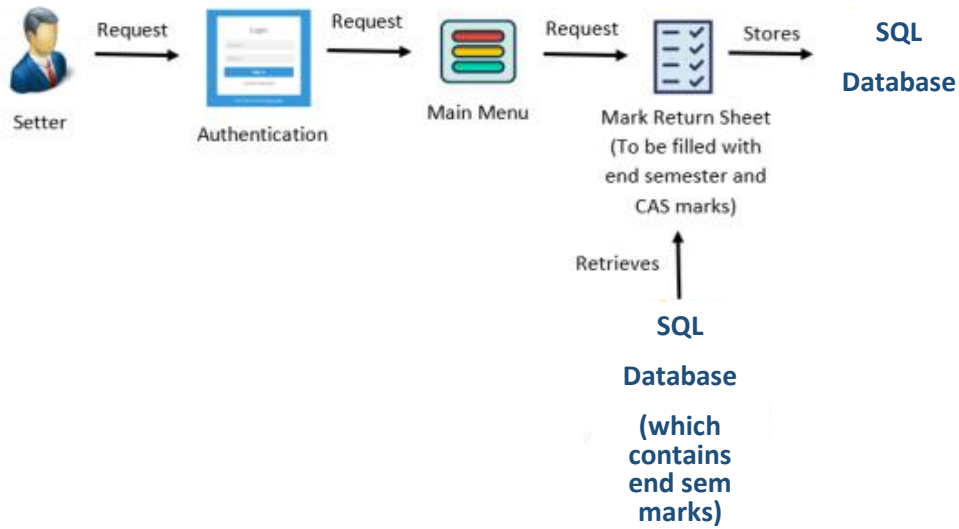 Request
Request
Request
Stores
SQL
Database
Login
Setter
Authentication
Main Menu
Mark Return Sheet
(To be filled with
end semester and
CAS marks)
Retrieves
SQL
Database
(which
contains
end sem
marks)